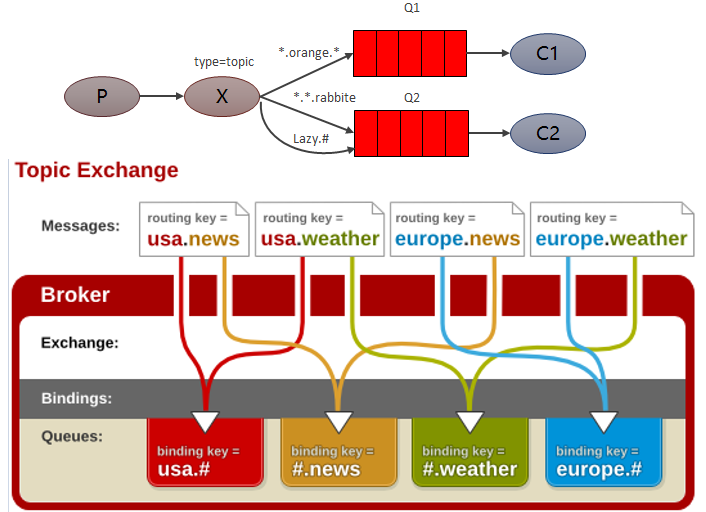 Q1
*.orange.*
C1
type=topic
P
X
*.*.rabbite
Q2
Lazy.#
C2
Topic Exchange
Messages:
routing key =
usa.news
routing key =
usa.weather
routing key =
europe.news
routing key =
europe.weather
Broker
Exchange:
Bindings:
Queues:
binding key =
usa.#
binding key =
#.news
binding key =
#.weather
binding key =
europe.#